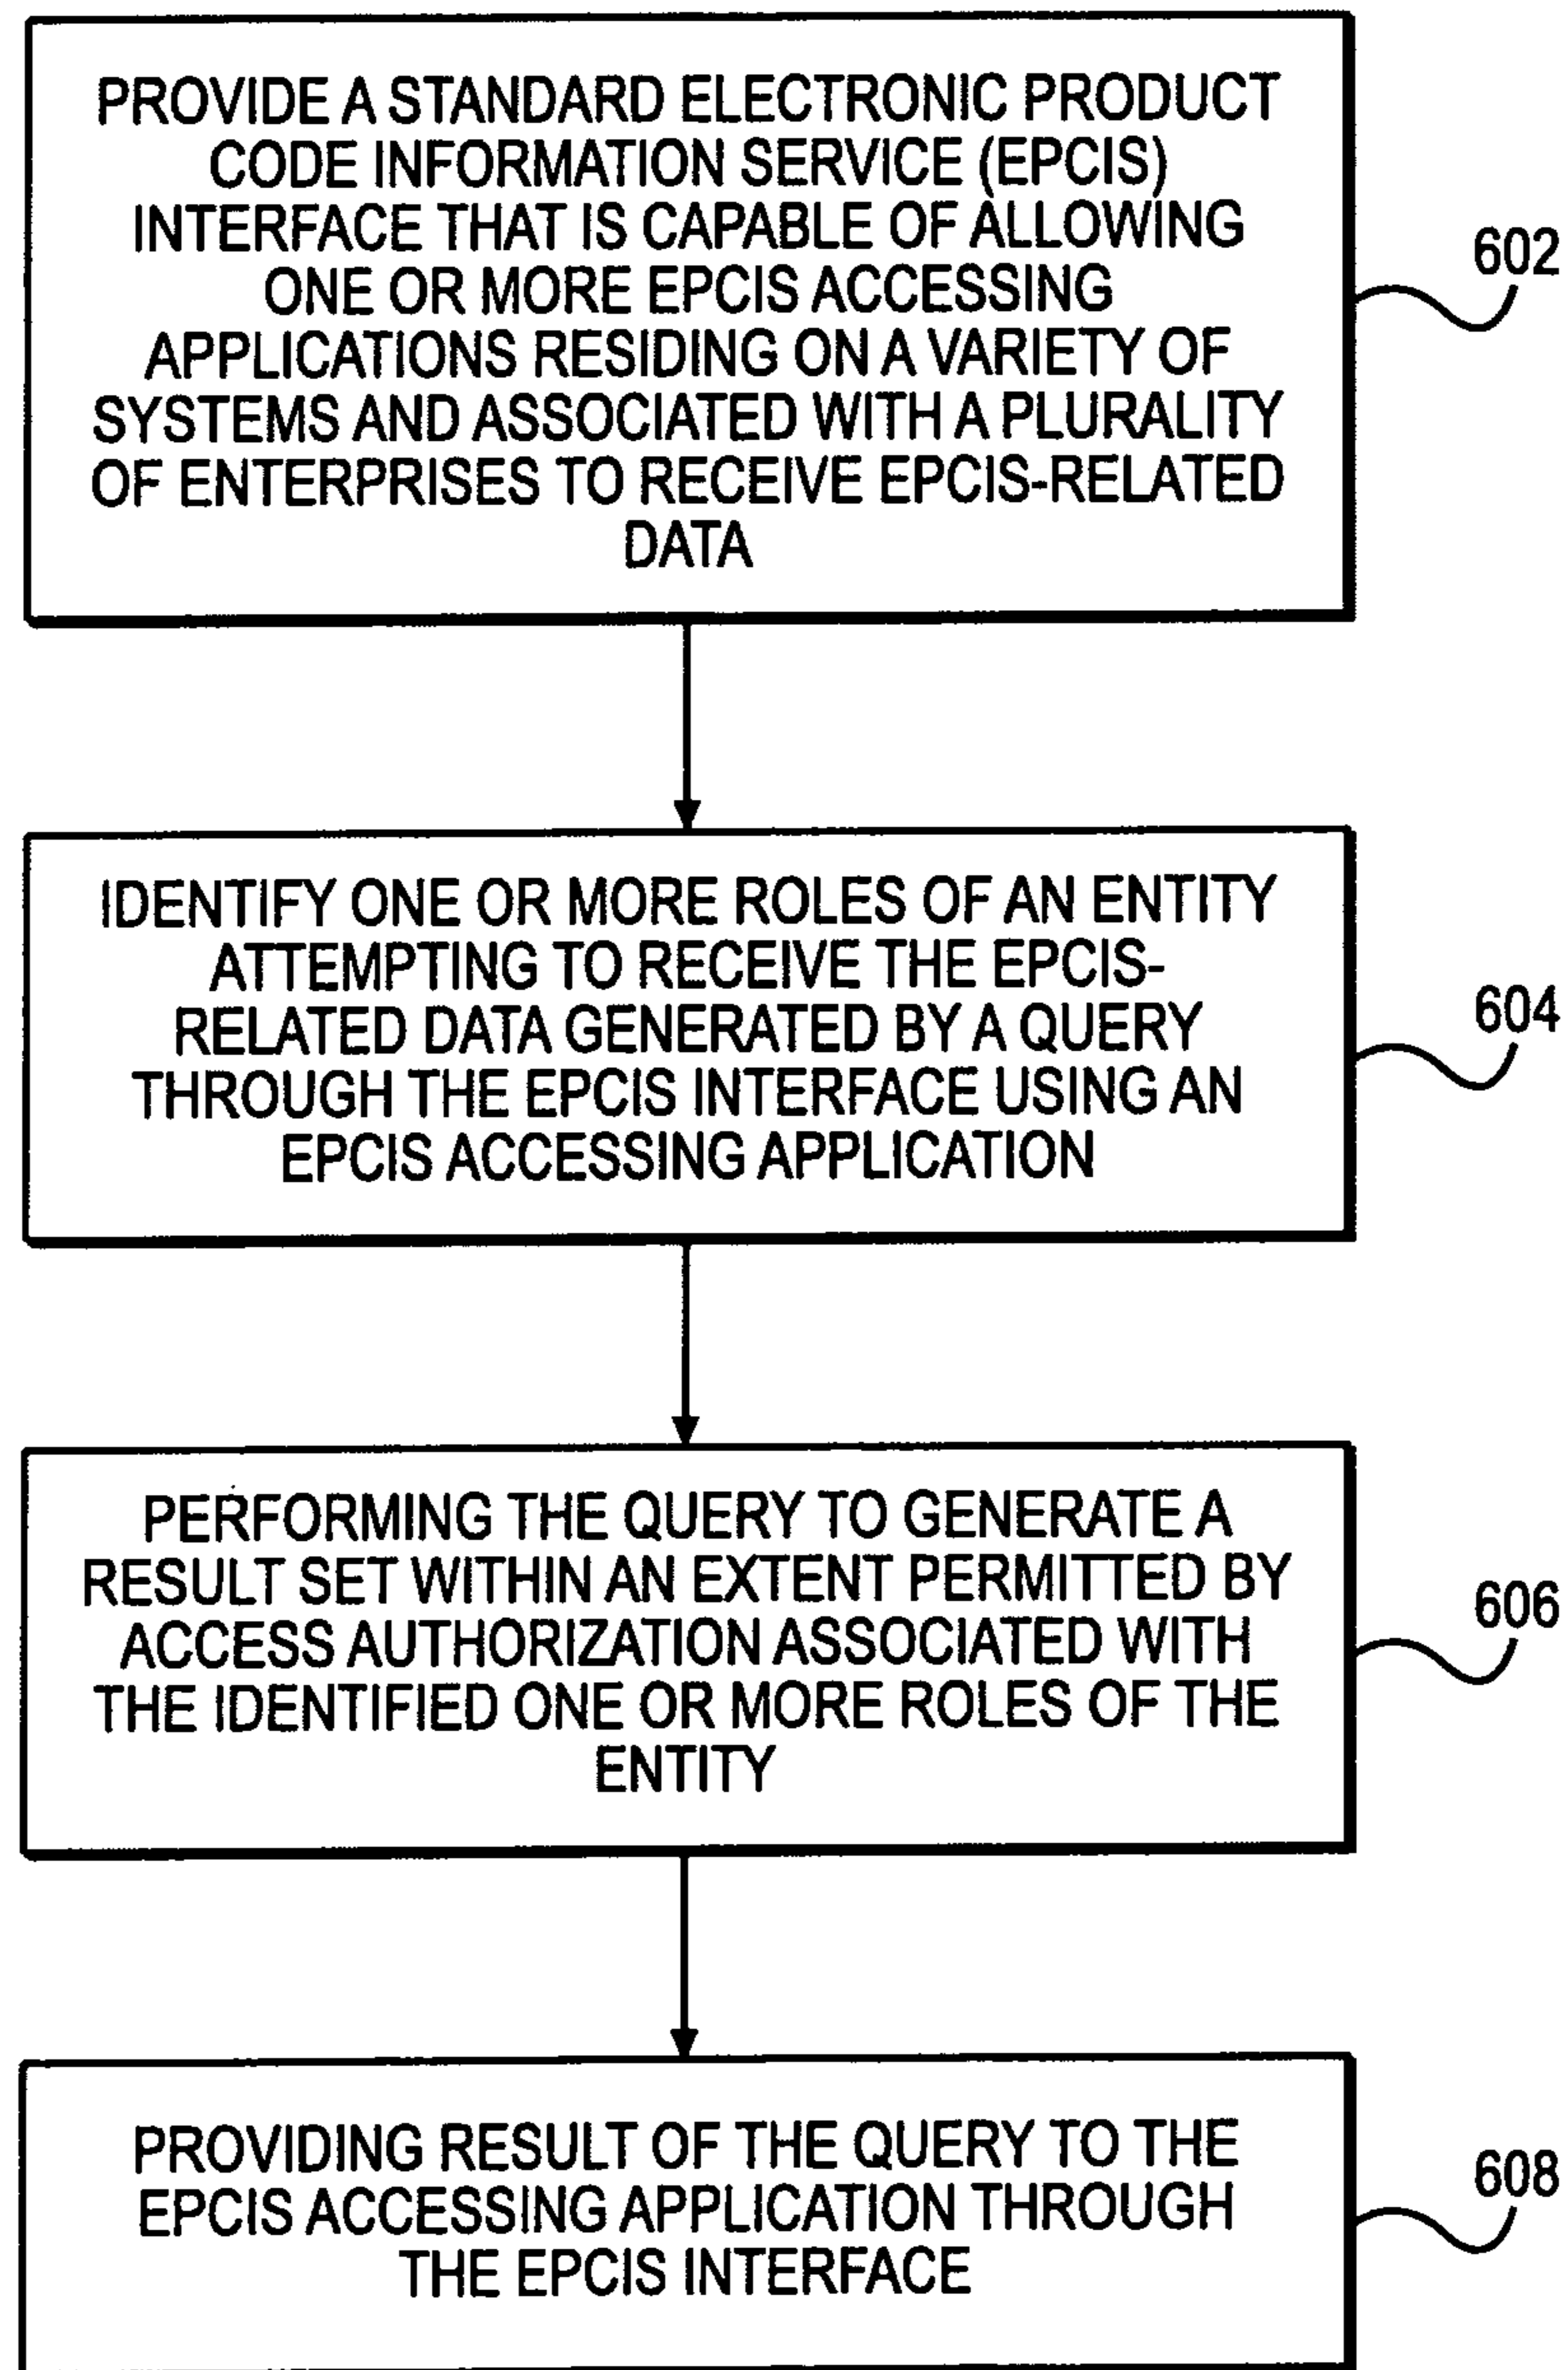 PROVIDE A STANDARD ELECTRONIC PRODUCT
CODE INFORMATION SERVICE (EPCIS)
INTERFACE THAT IS CAPABLE OF ALLOWING
ONE OR MORE EPCIS ACCESSING
APPLICATIONS RESIDING ON A VARIETY OF
SYSTEMS AND ASSOCIATED WITH A PLURALITY
OF ENTERPRISES TO RECEIVE EPCIS-RELATED
DATA
602
IDENTIFY ONE OR MORE ROLES OF AN ENTITY
ATTEMPTING TO RECEIVE THE EPCIS-
RELATED DATA GENERATED BY A QUERY
THROUGH THE EPCIS INTERFACE USING AN
EPCIS ACCESSING APPLICATION
604
PERFORMING THE QUERY TO GENERATE A
RESULT SET WITHIN AN EXTENT PERMITTED BY
ACCESS AUTHORIZATION ASSOCIATED WITH
THE IDENTIFIED ONE OR MORE ROLES OF THE
ENTITY
606
PROVIDING RESULT OF THE QUERY TO THE
EPCIS ACCESSING APPLICATION THROUGH
THE EPCIS INTERFACE
608